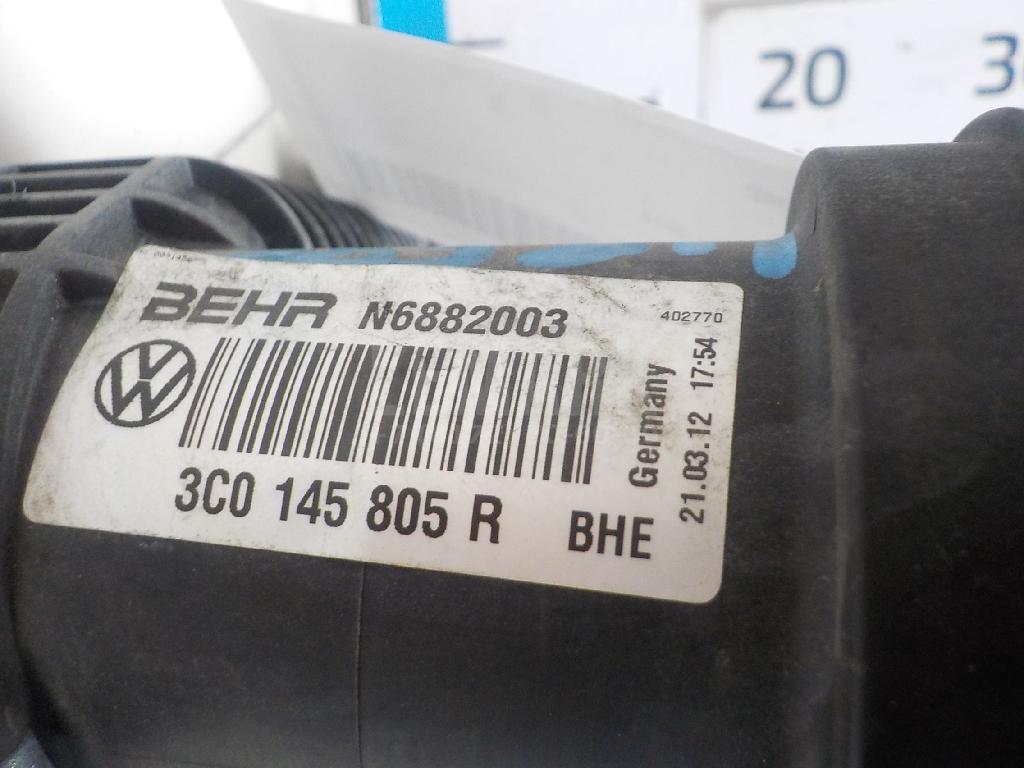 BEHR N6882003
402770
3C0 145 805 R BHE
Germany
21.03.12 17:54
20